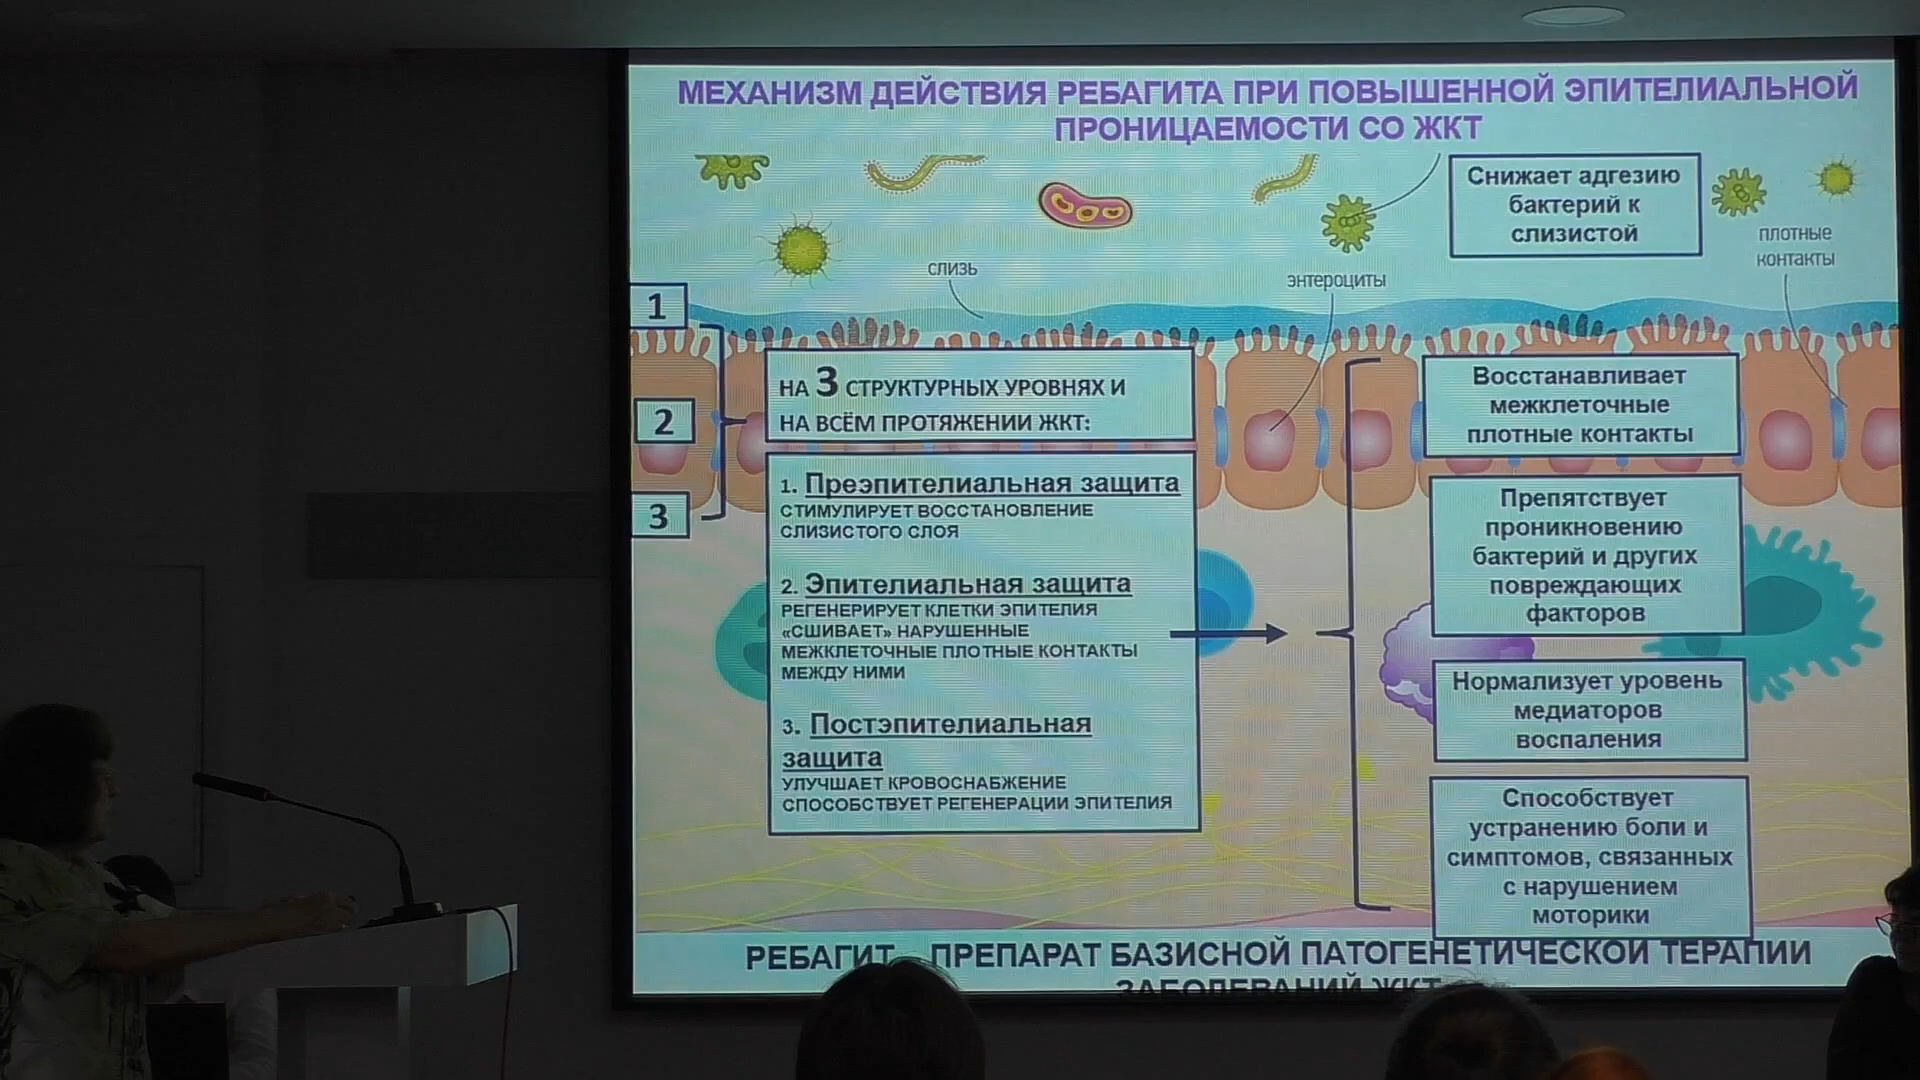 МЕХАНИЗМ ДЕЙСТВИЯ РЕБАГИТА ПРИ ПОВЫШЕННОЙ ЭПИТЕЛИАЛЬНОЙ
ПРОНИЦАЕМОСТИ СО ЖКТ
Снижает адгезию
бактерий к
слизистой
плотные
контакты
слизь
энтероциты
1
2
3
НА 3 СТРУКТУРНЫХ УРОВНЯХ И
НА ВСЁМ ПРОТЯЖЕНИИ ЖКТ:
1. Преэпителиальная защита
СТИМУЛИРУЕТ ВОССТАНОВЛЕНИЕ
СЛИЗИСТОГО СЛОЯ
2. Эпителиальная защита
РЕГЕНЕРИРУЕТ КЛЕТКИ ЭПИТЕЛИЯ
«СШИВАЕТ» НАРУШЕННЫЕ
МЕЖКЛЕТОЧНЫЕ ПЛОТНЫЕ КОНТАКТЫ
МЕЖДУ НИМИ
3. Постэпителиальная
защита
УЛУЧШАЕТ КРОВОСНАБЖЕНИЕ
СПОСОБСТВУЕТ РЕГЕНЕРАЦИИ ЭПИТЕЛИЯ
Восстанавливает
межклеточные
плотные контакты
Препятствует
проникновению
бактерий и других
повреждающих
факторов
Нормализует уровень
медиаторов
воспаления
Способствует
устранению боли и
симптомов, связанных
с нарушением
моторики
РЕБАГИТ – ПРЕПАРАТ БАЗИСНОЙ ПАТОГЕНЕТИЧЕСКОЙ ТЕРАПИИ
ЗАБОЛЕВАНИЙ ЖКТ